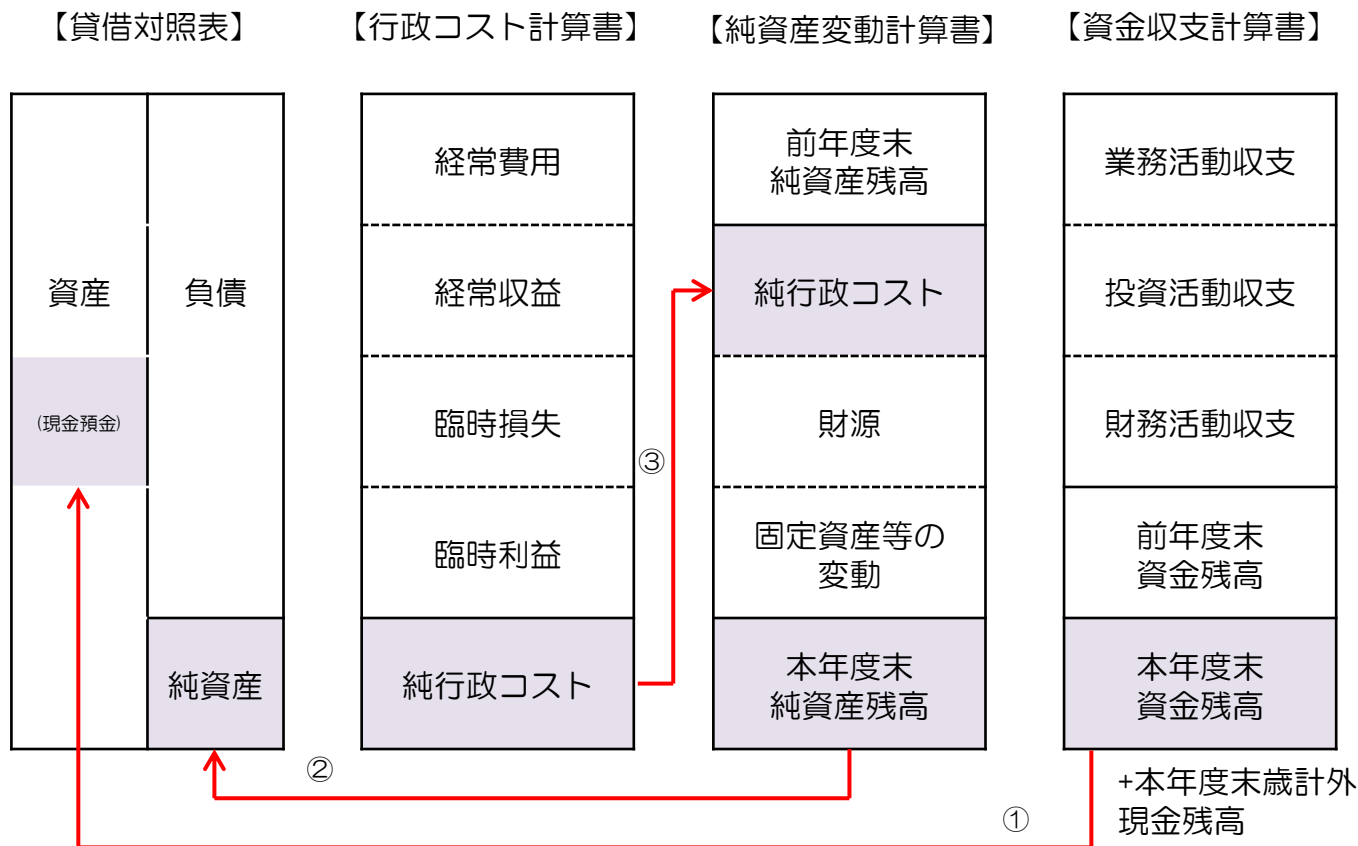 【貸借対照表】
【行政コスト計算書】
【純資産変動計算書】
【資金収支計算書】
資産
(現金預金)
負債
純資産
経常費用
経常収益
臨時損失
臨時利益
純行政コスト
前年度末
純資産残高
純行政コスト
財源
固定資産等の
変動
本年度末
純資産残高
業務活動収支
投資活動収支
財務活動収支
前年度末
資金残高
本年度末
資金残高
③
②
①
+本年度末歳計外
現金残高